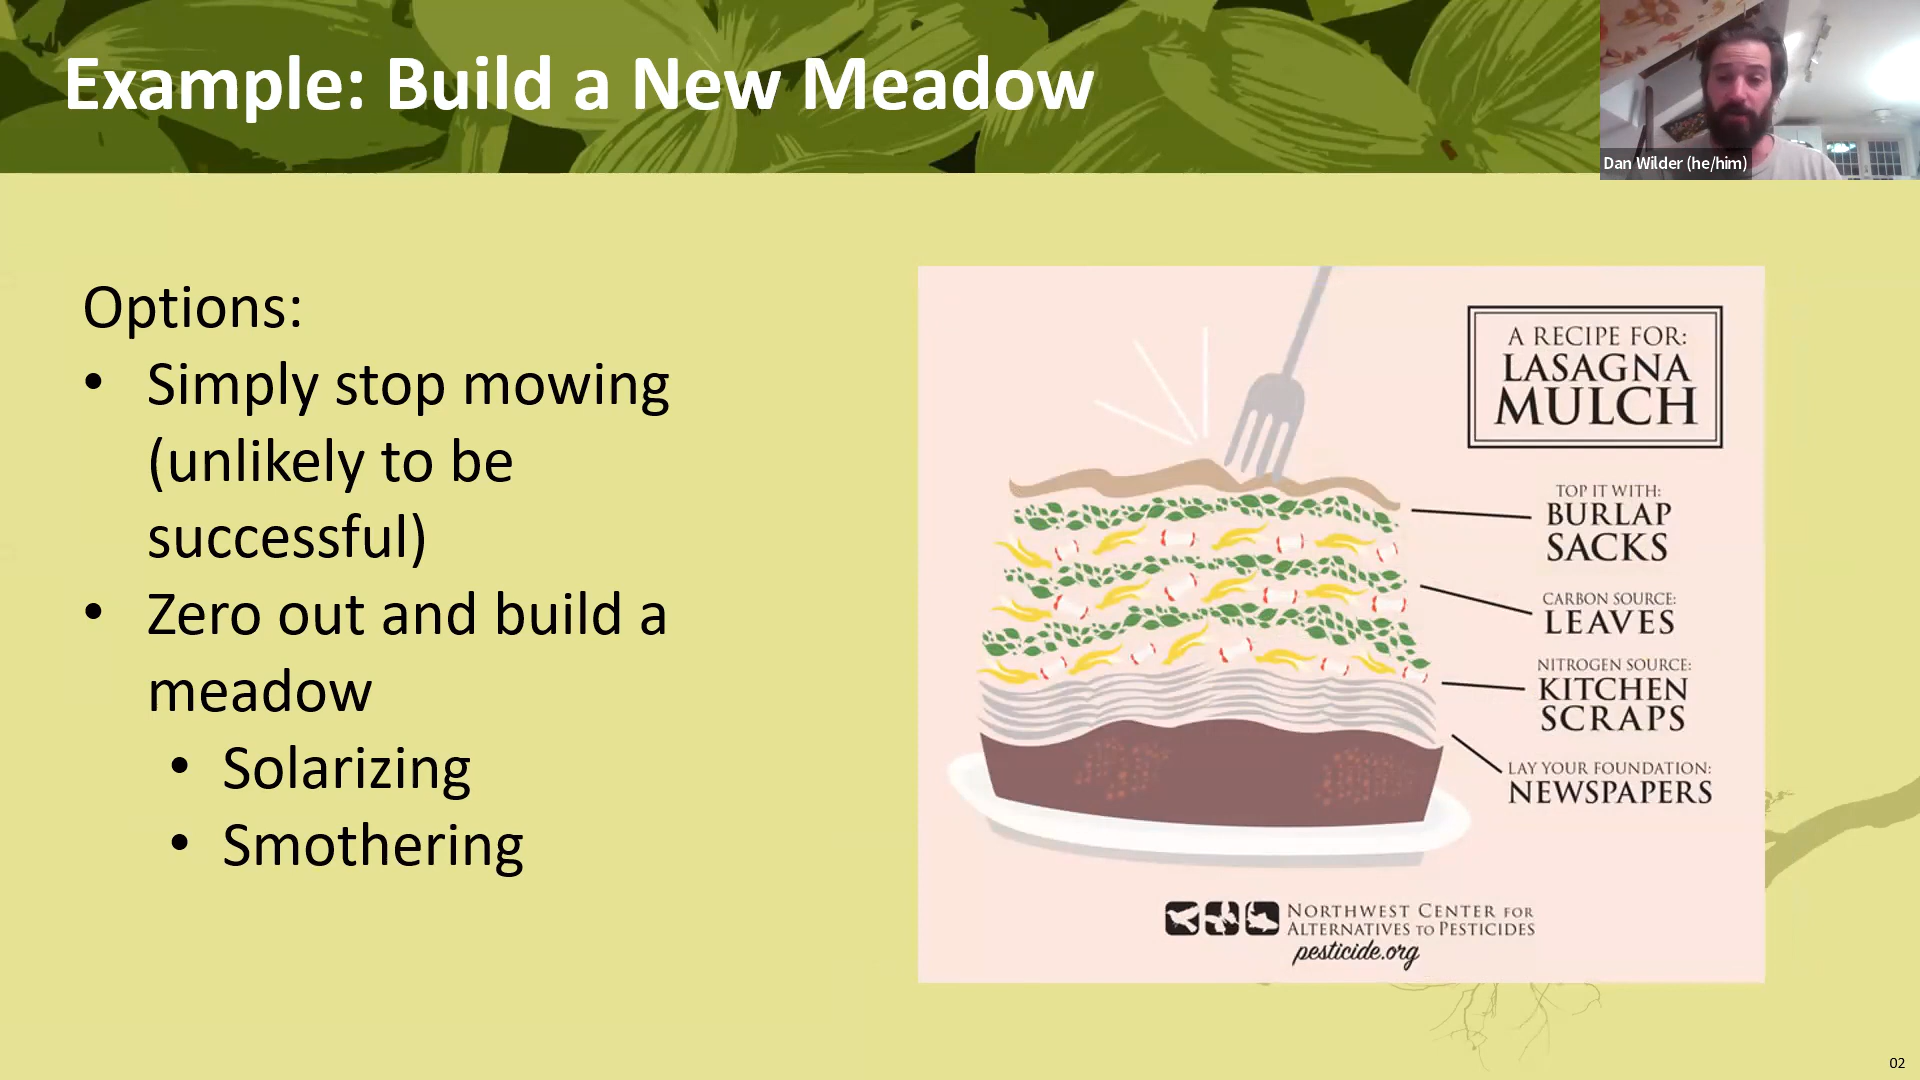 Example: Build a New Meadow
Dan Wilder (he/him)
Options:
• Simply stop mowing
(unlikely to be
successful)
• Zero out and build a
meadow
• Solarizing
• Smothering
A RECIPE FOR:
LASAGNA
MULCH
TOP IT WITH:
BURLAP
SACKS
CARBON SOURCE:
LEAVES
NITROGEN SOURCE:
KITCHEN
SCRAPS
LAY YOUR FOUNDATION:
NEWSPAPERS
NORTHWEST CENTER FOR
ALTERNATIVES TO PESTICIDES
pesticide.org
02